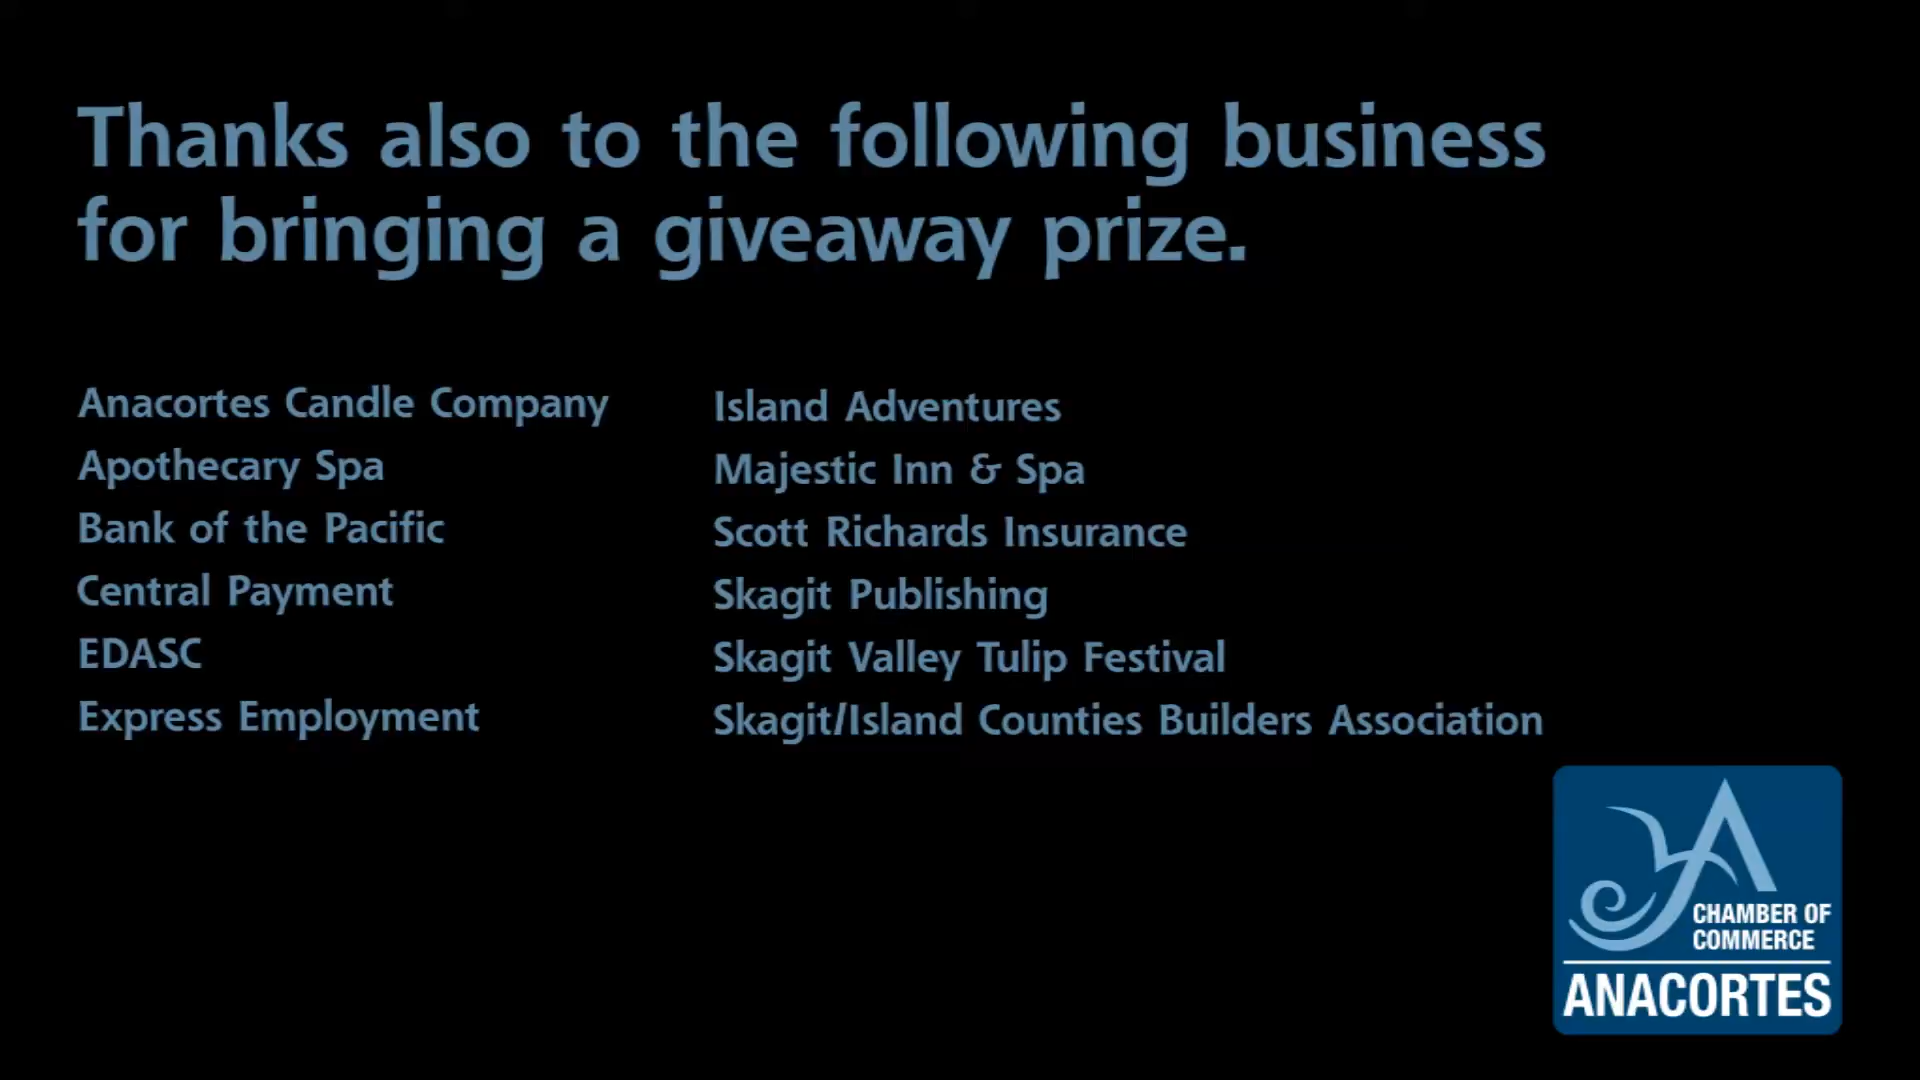 Thanks also to the following business
for bringing a giveaway prize.
Anacortes Candle Company
Apothecary Spa
Bank of the Pacific
Central Payment
EDASC
Express Employment
Island Adventures
Majestic Inn & Spa
Scott Richards Insurance
Skagit Publishing
Skagit Valley Tulip Festival
Skagit/Island Counties Builders Association
CHAMBER OF
COMMERCE
ANACORTES